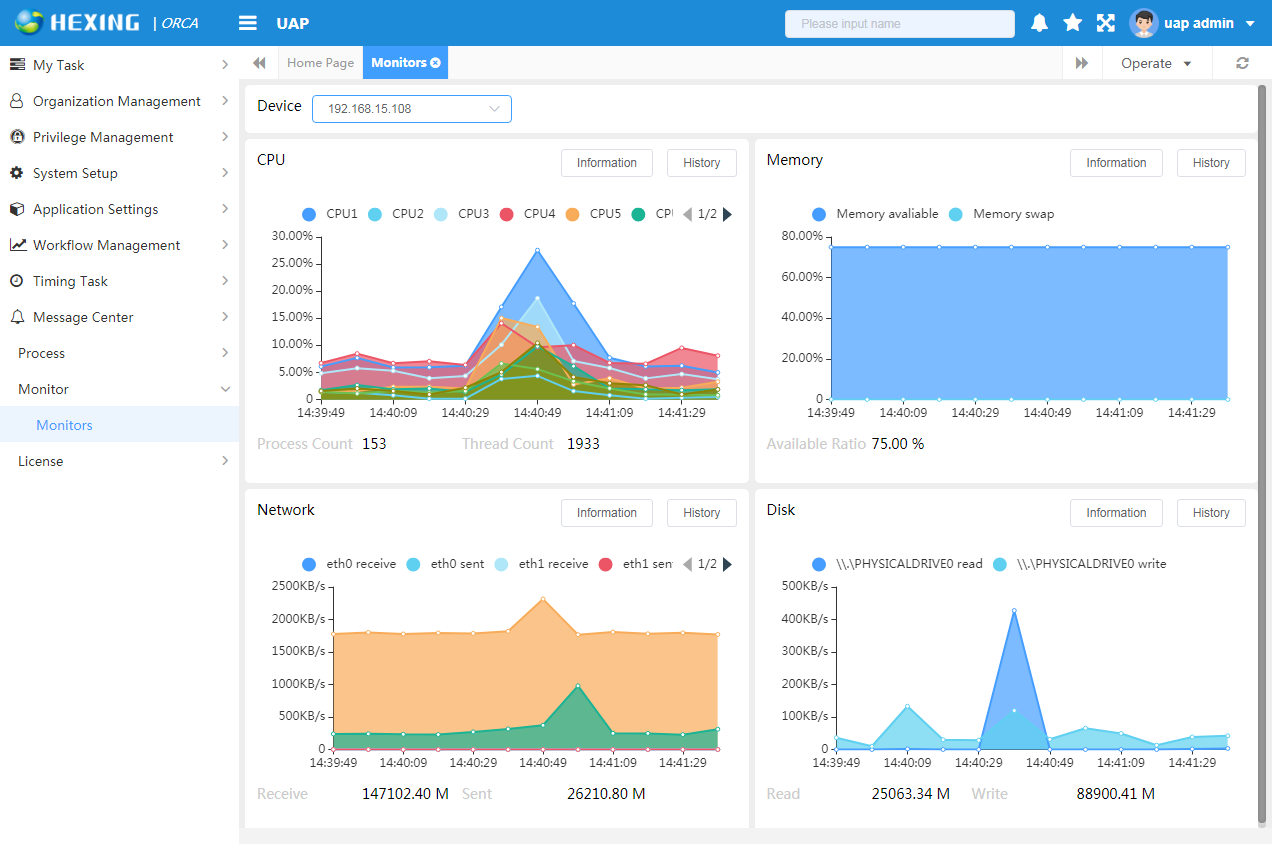 HEXING | ORCA UAP Please input name uap admin
My Task
Organization Management
Privilege Management
System Setup
Application Settings
Workflow Management
Timing Task
Message Center
Process
Monitor
Monitors
License
Home Page Monitors Operate
Device 192.168.15.108
CPU Information History
CPU1 CPU2 CPU3 CPU4 CPU5 CPU 1/2
30.00%
25.00%
20.00%
15.00%
10.00%
5.00%
0
14:39:49 14:40:09 14:40:29 14:40:49 14:41:09 14:41:29
Process Count 153 Thread Count 1933
Memory Information History
Memory avaliable Memory swap
80.00%
60.00%
40.00%
20.00%
0
14:39:49 14:40:09 14:40:29 14:40:49 14:41:09 14:41:29
Available Ratio 75.00 %
Network Information History
eth0 receive eth0 sent eth1 receive eth1 sen 1/2
2500KB/s
2000KB/s
1500KB/s
1000KB/s
500KB/s
0
14:39:49 14:40:09 14:40:29 14:40:49 14:41:09 14:41:29
Receive 147102.40 M Sent 26210.80 M
Disk Information History
\\.\PHYSICALDRIVE0 read \\.\PHYSICALDRIVE0 write
500KB/s
400KB/s
300KB/s
200KB/s
100KB/s
0
14:39:49 14:40:09 14:40:29 14:40:49 14:41:09 14:41:29
Read 25063.34 M Write 88900.41 M